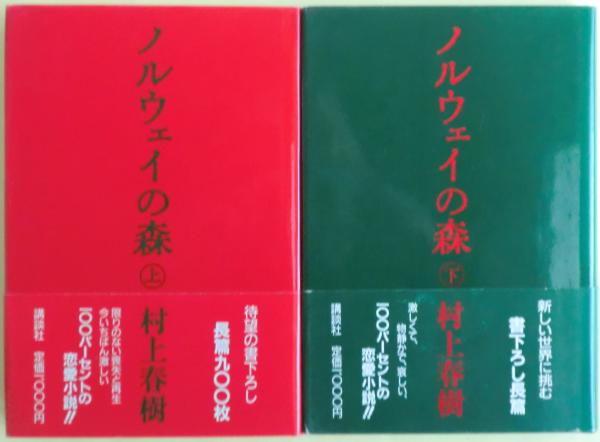 ノルウェイの森
上
村上春樹
待望の書下ろし
長篇九〇〇枚
限りのない喪失と再生
今いちばん激しい
一〇〇パーセントの
恋愛小説!!
講談社 定価一〇〇〇円
ノルウェイの森
下
村上春樹
新しい世界に挑む
書下ろし長篇
激しくて、物静かで、哀しい、
一〇〇パーセントの
恋愛小説!!
講談社 定価一〇〇〇円